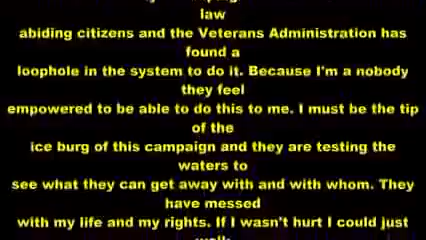 law
abiding citizens and the Veterans Administration has
found a
loophole in the system to do it. Because I'm a nobody
they feel
empowered to be able to do this to me. I must be the tip
of the
ice burg of this campaign and they are testing the
waters to
see what they can get away with and with whom. They
have messed
with my life and my rights. If I wasn't hurt I could just
walk